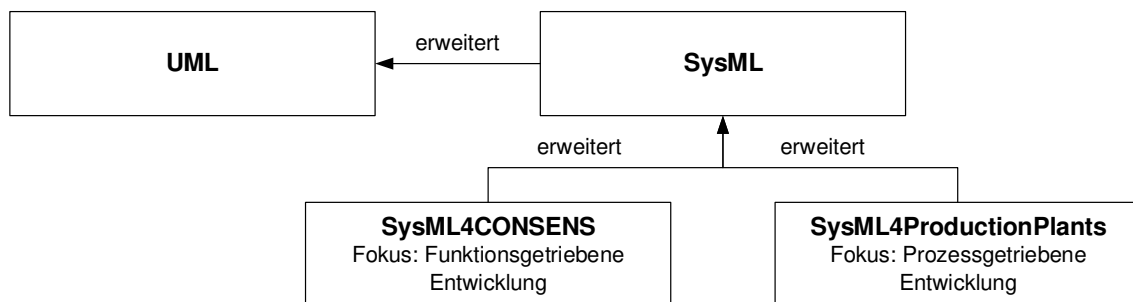 UML
erweitert
SysML
erweitert
erweitert
SysML4CONSENS
Fokus: Funktionsgetriebene
Entwicklung
SysML4ProductionPlants
Fokus: Prozessgetriebene
Entwicklung